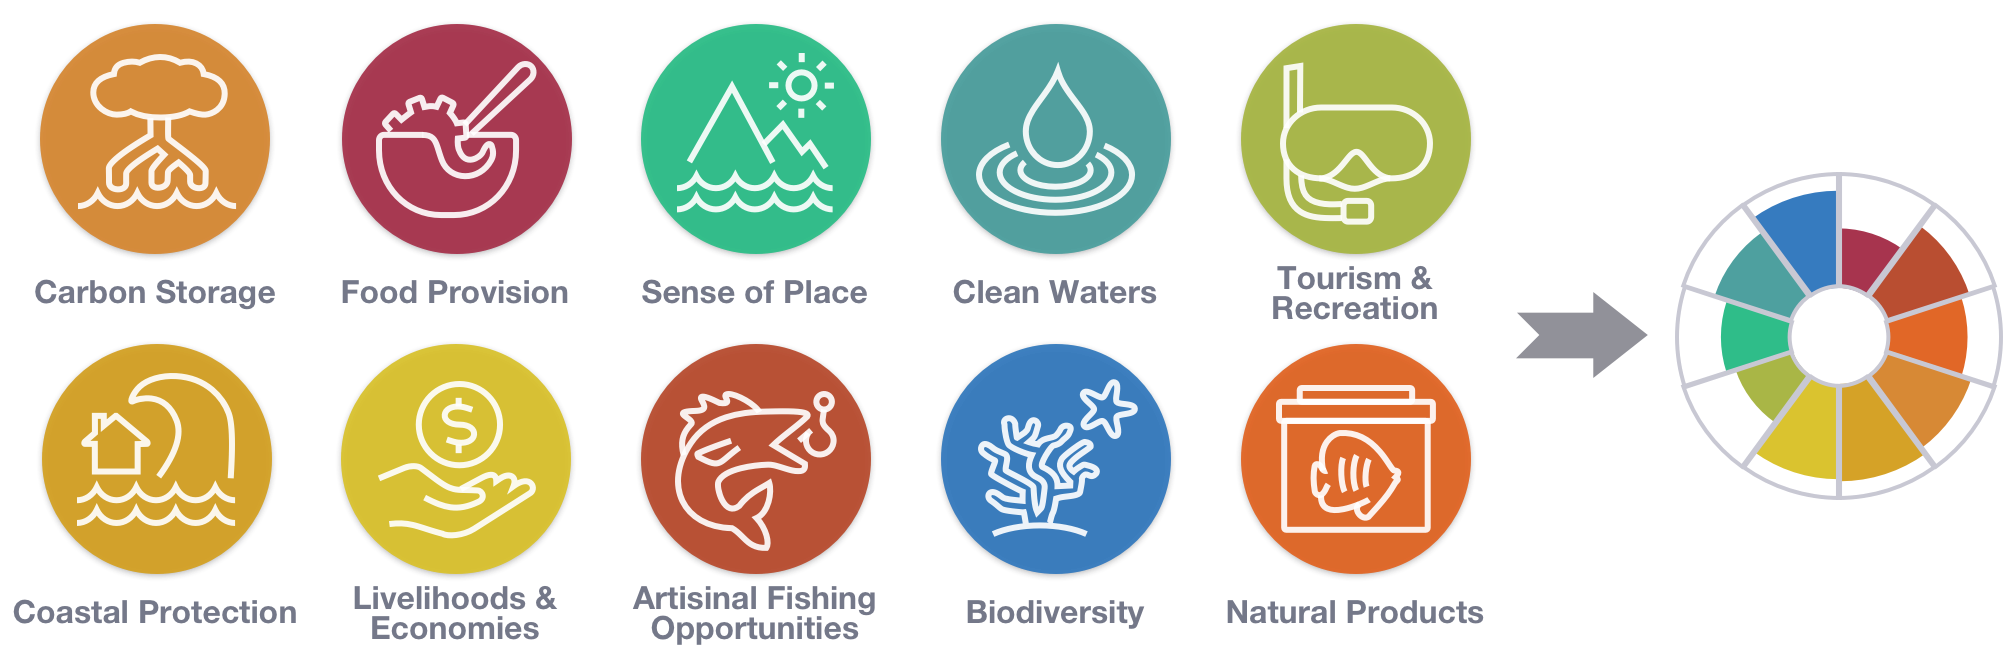 Carbon Storage
Food Provision
Sense of Place
Clean Waters
Tourism &
Recreation
$
Coastal Protection
Livelihoods &
Economies
Artisinal Fishing
Opportunities
Biodiversity
Natural Products